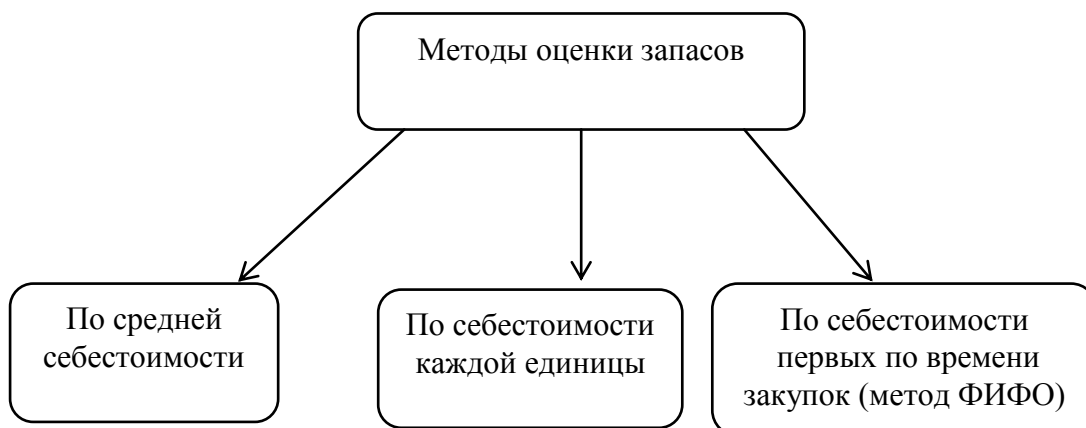 Методы оценки запасов
По средней
себестоимости
По себестоимости
каждой единицы
По себестоимости
первых по времени
закупок (метод ФИФО)